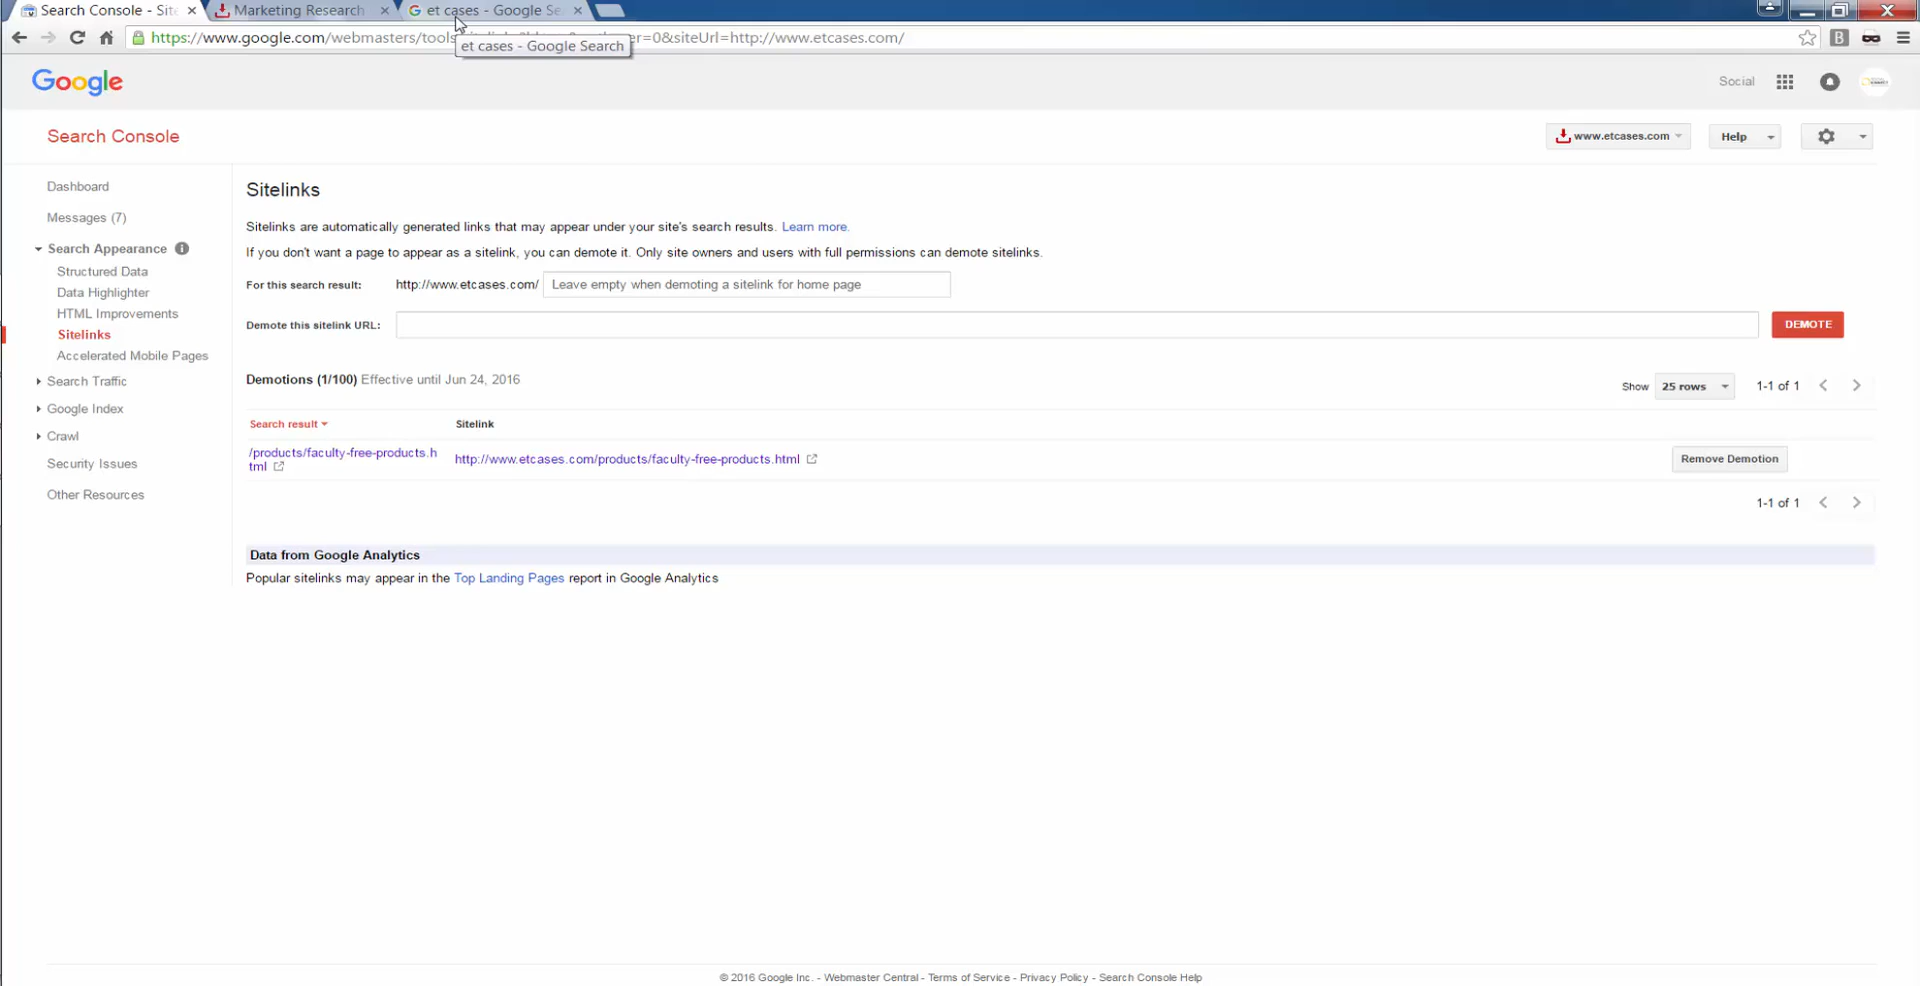 Search Console - Sit
Marketing Research
et cases - Google Se
https://www.google.com/webmasters/tools er=0&siteUrl=http://www.etcases.com/
et cases - Google Search
B
Google
Social
Search Console
www.etcases.com
Help
Dashboard
Messages (7)
Search Appearance
Structured Data
Data Highlighter
HTML Improvements
Sitelinks
Accelerated Mobile Pages
Search Traffic
Google Index
Crawl
Security Issues
Other Resources
Sitelinks
Sitelinks are automatically generated links that may appear under your site's search results. Learn more.
If you don't want a page to appear as a sitelink, you can demote it. Only site owners and users with full permissions can demote sitelinks.
For this search result: http://www.etcases.com/ Leave empty when demoting a sitelink for home page
Demote this sitelink URL: DEMOTE
Demotions (1/100) Effective until Jun 24, 2016
Show 25 rows 1-1 of 1
Search result Sitelink
/products/faculty-free-products.h
tml
http://www.etcases.com/products/faculty-free-products.html
Remove Demotion
1-1 of 1
Data from Google Analytics
Popular sitelinks may appear in the Top Landing Pages report in Google Analytics
© 2016 Google Inc. - Webmaster Central - Terms of Service - Privacy Policy - Search Console Help